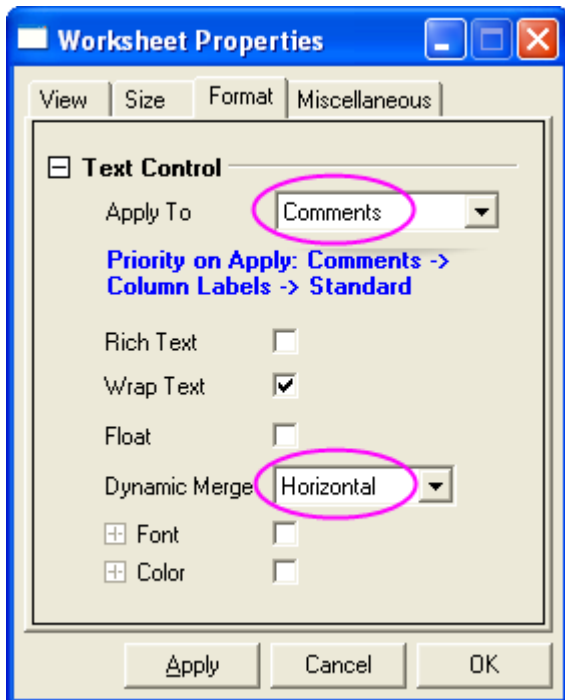 Worksheet Properties
View Size Format Miscellaneous
Text Control
Apply To Comments
Priority on Apply: Comments ->
Column Labels -> Standard
Rich Text
Wrap Text
Float
Dynamic Merge Horizontal
Font
Color
Apply Cancel OK